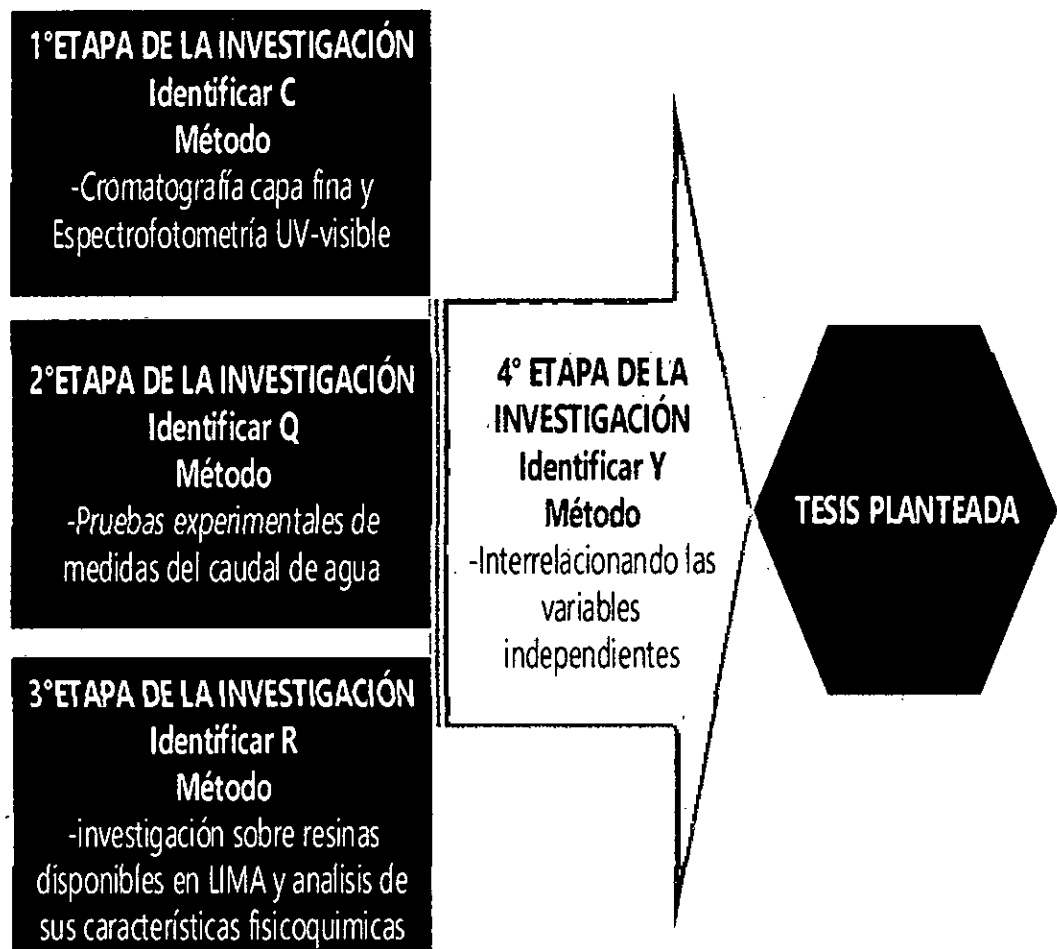 1°ETAPA DE LA INVESTIGACIÓN
Identificar C
Método
-Cromatografía capa fina y
Espectrofotometría UV-visible
2°ETAPA DE LA INVESTIGACIÓN
Identificar Q
Método
-Pruebas experimentales de
medidas del caudal de agua
3°ETAPA DE LA INVESTIGACIÓN
Identificar R
Método
-investigación sobre resinas
disponibles en LIMA y analisis de
sus características fisicoquimicas
4° ETAPA DE LA
INVESTIGACIÓN
Identificar Y
Método
-Interrelacionando las
variables
independientes
TESIS PLANTEADA